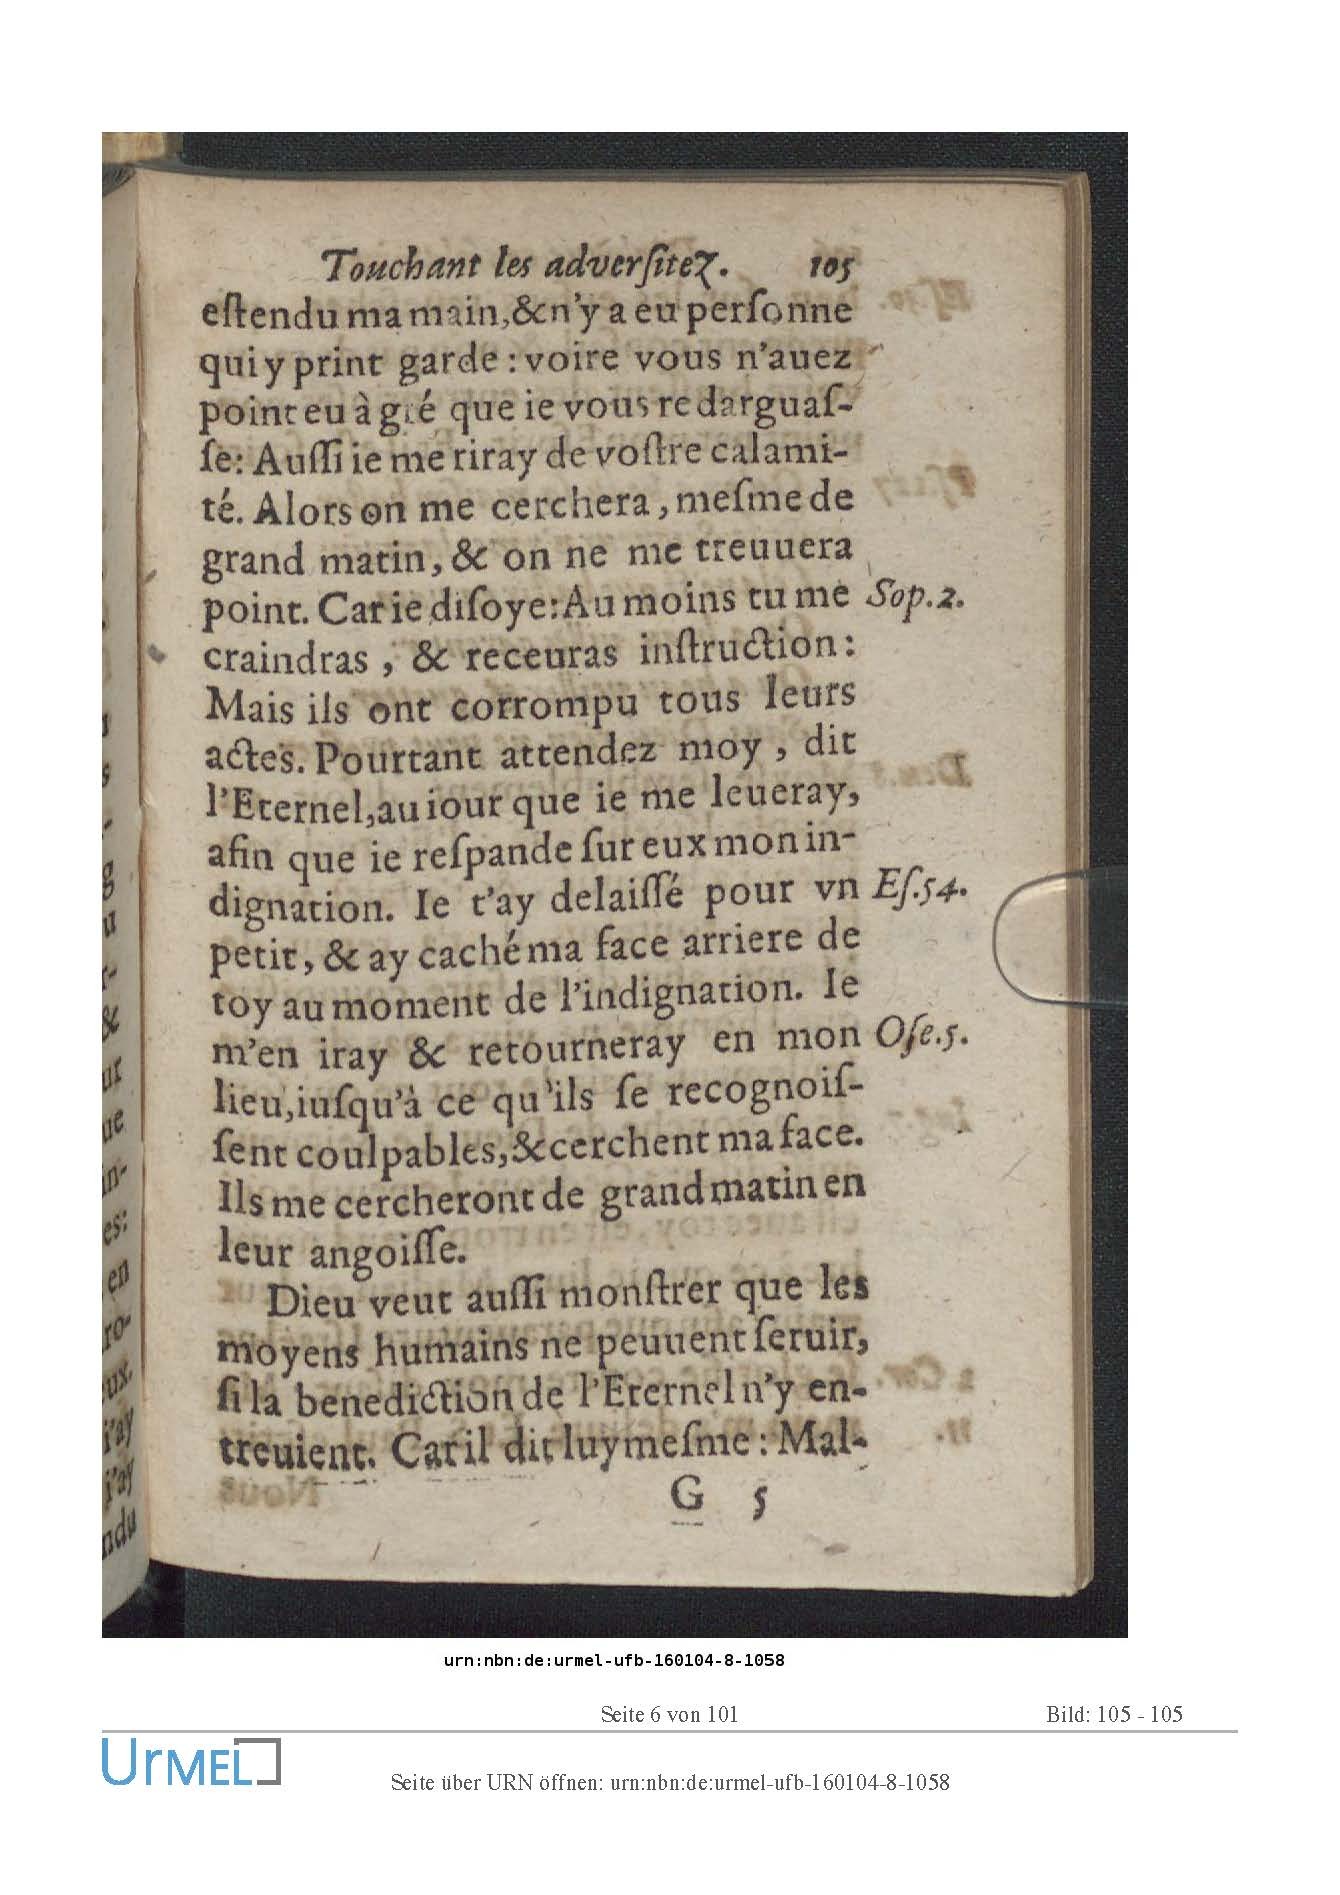 Touchant les adverſitez. 105
eſtendu ma main, & n'y a eu perſonne
qui y print garde : voire vous n'auez
point eu à gré que ie vous redarguaſ-
ſe: Auſſi ie me riray de voſtre calami-
té. Alors on me cerchera, meſme de
grand matin, & on ne me treuuera
point. Car ie diſoye: Au moins tu me Sop.2.
craindras, & receuras inſtruction:
Mais ils ont corrompu tous leurs
actes. Pourtant attendez moy, dit
l'Eternel, au iour que ie me leueray,
afin que ie reſpande ſur eux mon in-
dignation. Ie t'ay delaiſſé pour vn Eſ.54.
petit, & ay caché ma face arriere de
toy au moment de l'indignation. Ie
m'en iray & retourneray en mon Oſe.5.
lieu, iuſqu'à ce qu'ils ſe recognoiſ-
ſent coulpables, & cerchent ma face.
Ils me cercheront de grand matin en
leur angoiſſe.
Dieu veut auſſi monſtrer que les
moyens humains ne peuuent ſeruir,
ſi la benediction de l'Eternel n'y en-
treuient. Car il dit luy meſme : Mal-
G 5
urn:nbn:de:urmel-ufb-160104-8-1058
Seite 6 von 101 Bild: 105 - 105
UrMEL
Seite über URN öffnen: urn:nbn:de:urmel-ufb-160104-8-1058